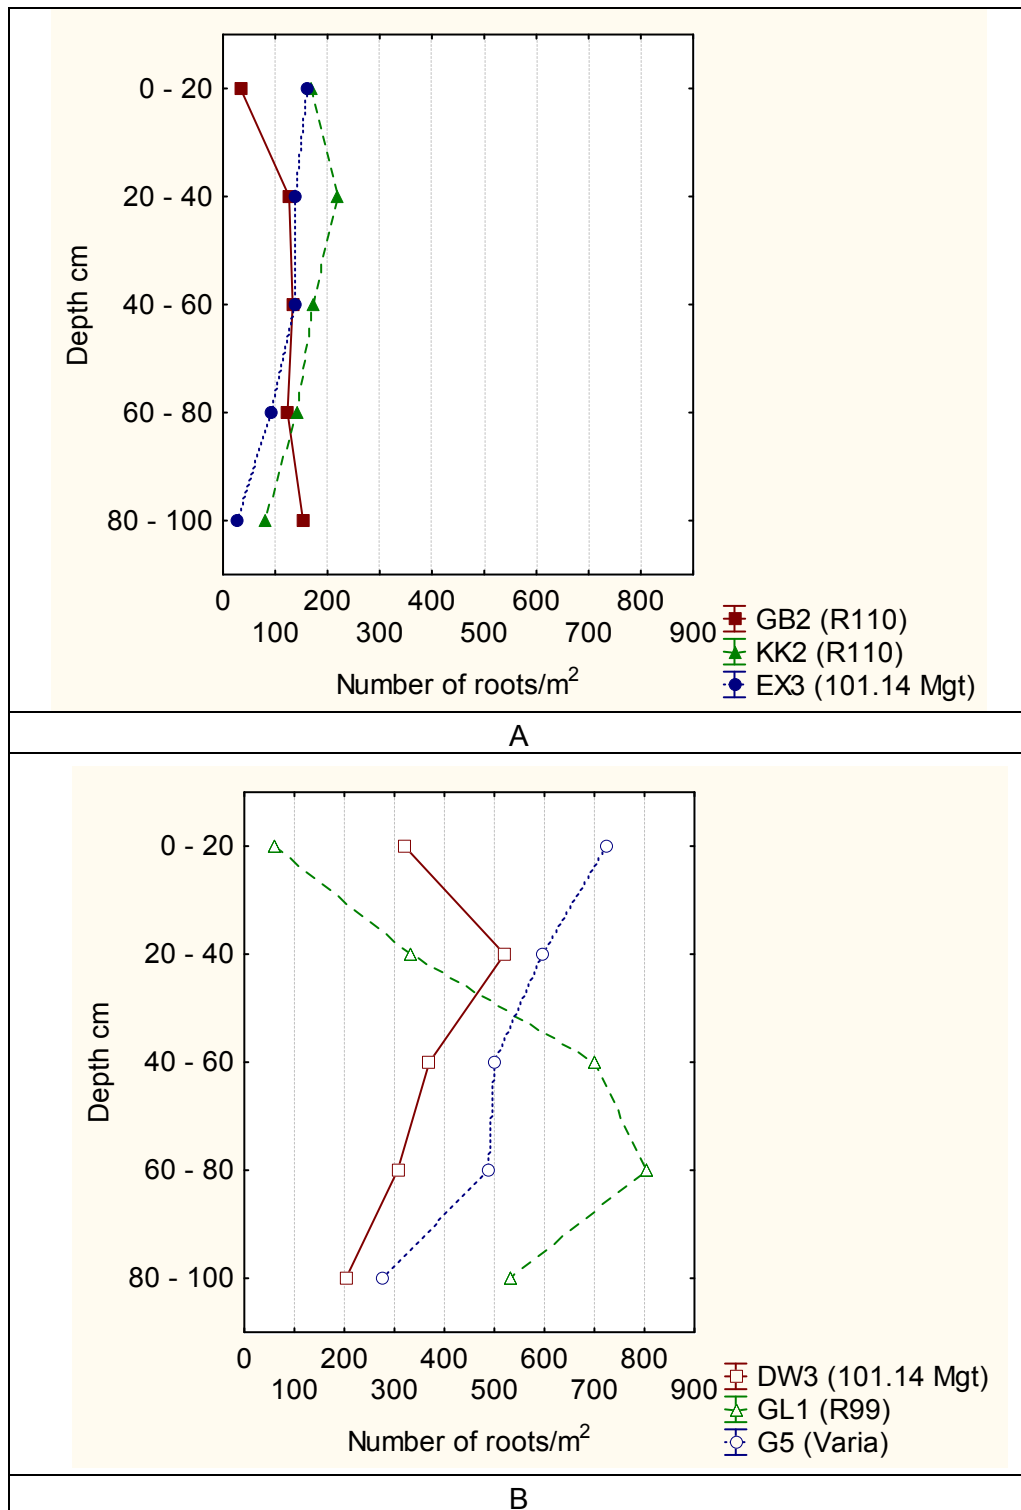 0 - 20
20 - 40
40 - 60
60 - 80
80 - 100
Depth cm
0 200 400 600 800
100 300 500 700 900
Number of roots/m²
GB2 (R110)
KK2 (R110)
EX3 (101.14 Mgt)
A
0 - 20
20 - 40
40 - 60
60 - 80
80 - 100
Depth cm
0 200 400 600 800
100 300 500 700 900
Number of roots/m²
DW3 (101.14 Mgt)
GL1 (R99)
G5 (Varia)
B